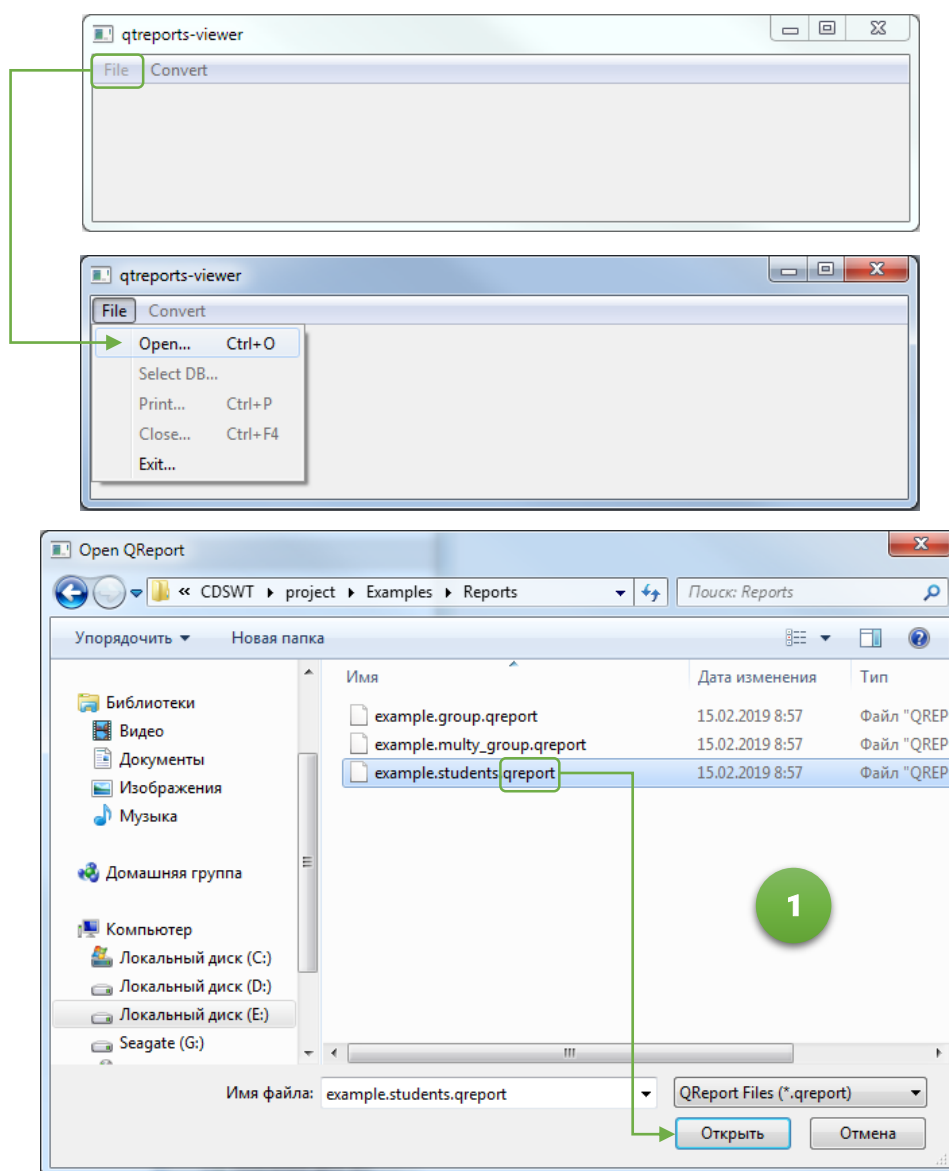 qtreports-viewer
File Convert
qtreports-viewer
File Convert
Open... Ctrl+O
Select DB...
Print... Ctrl+P
Close... Ctrl+F4
Exit...
Open QReport
« CDSWT project Examples Reports Поиск: Reports
Упорядочить Новая папка
Имя Дата изменения Тип
Библиотеки
Видео
Документы
Изображения
Музыка
Домашняя группа
Компьютер
Локальный диск (C:)
Локальный диск (D:)
Локальный диск (E:)
Seagate (G:)
example.group.qreport 15.02.2019 8:57 Файл "QREP
example.multy_group.qreport 15.02.2019 8:57 Файл "QREP
example.students.qreport 15.02.2019 8:57 Файл "QREP
1
Имя файла: example.students.qreport QReport Files (*.qreport)
Открыть Отмена